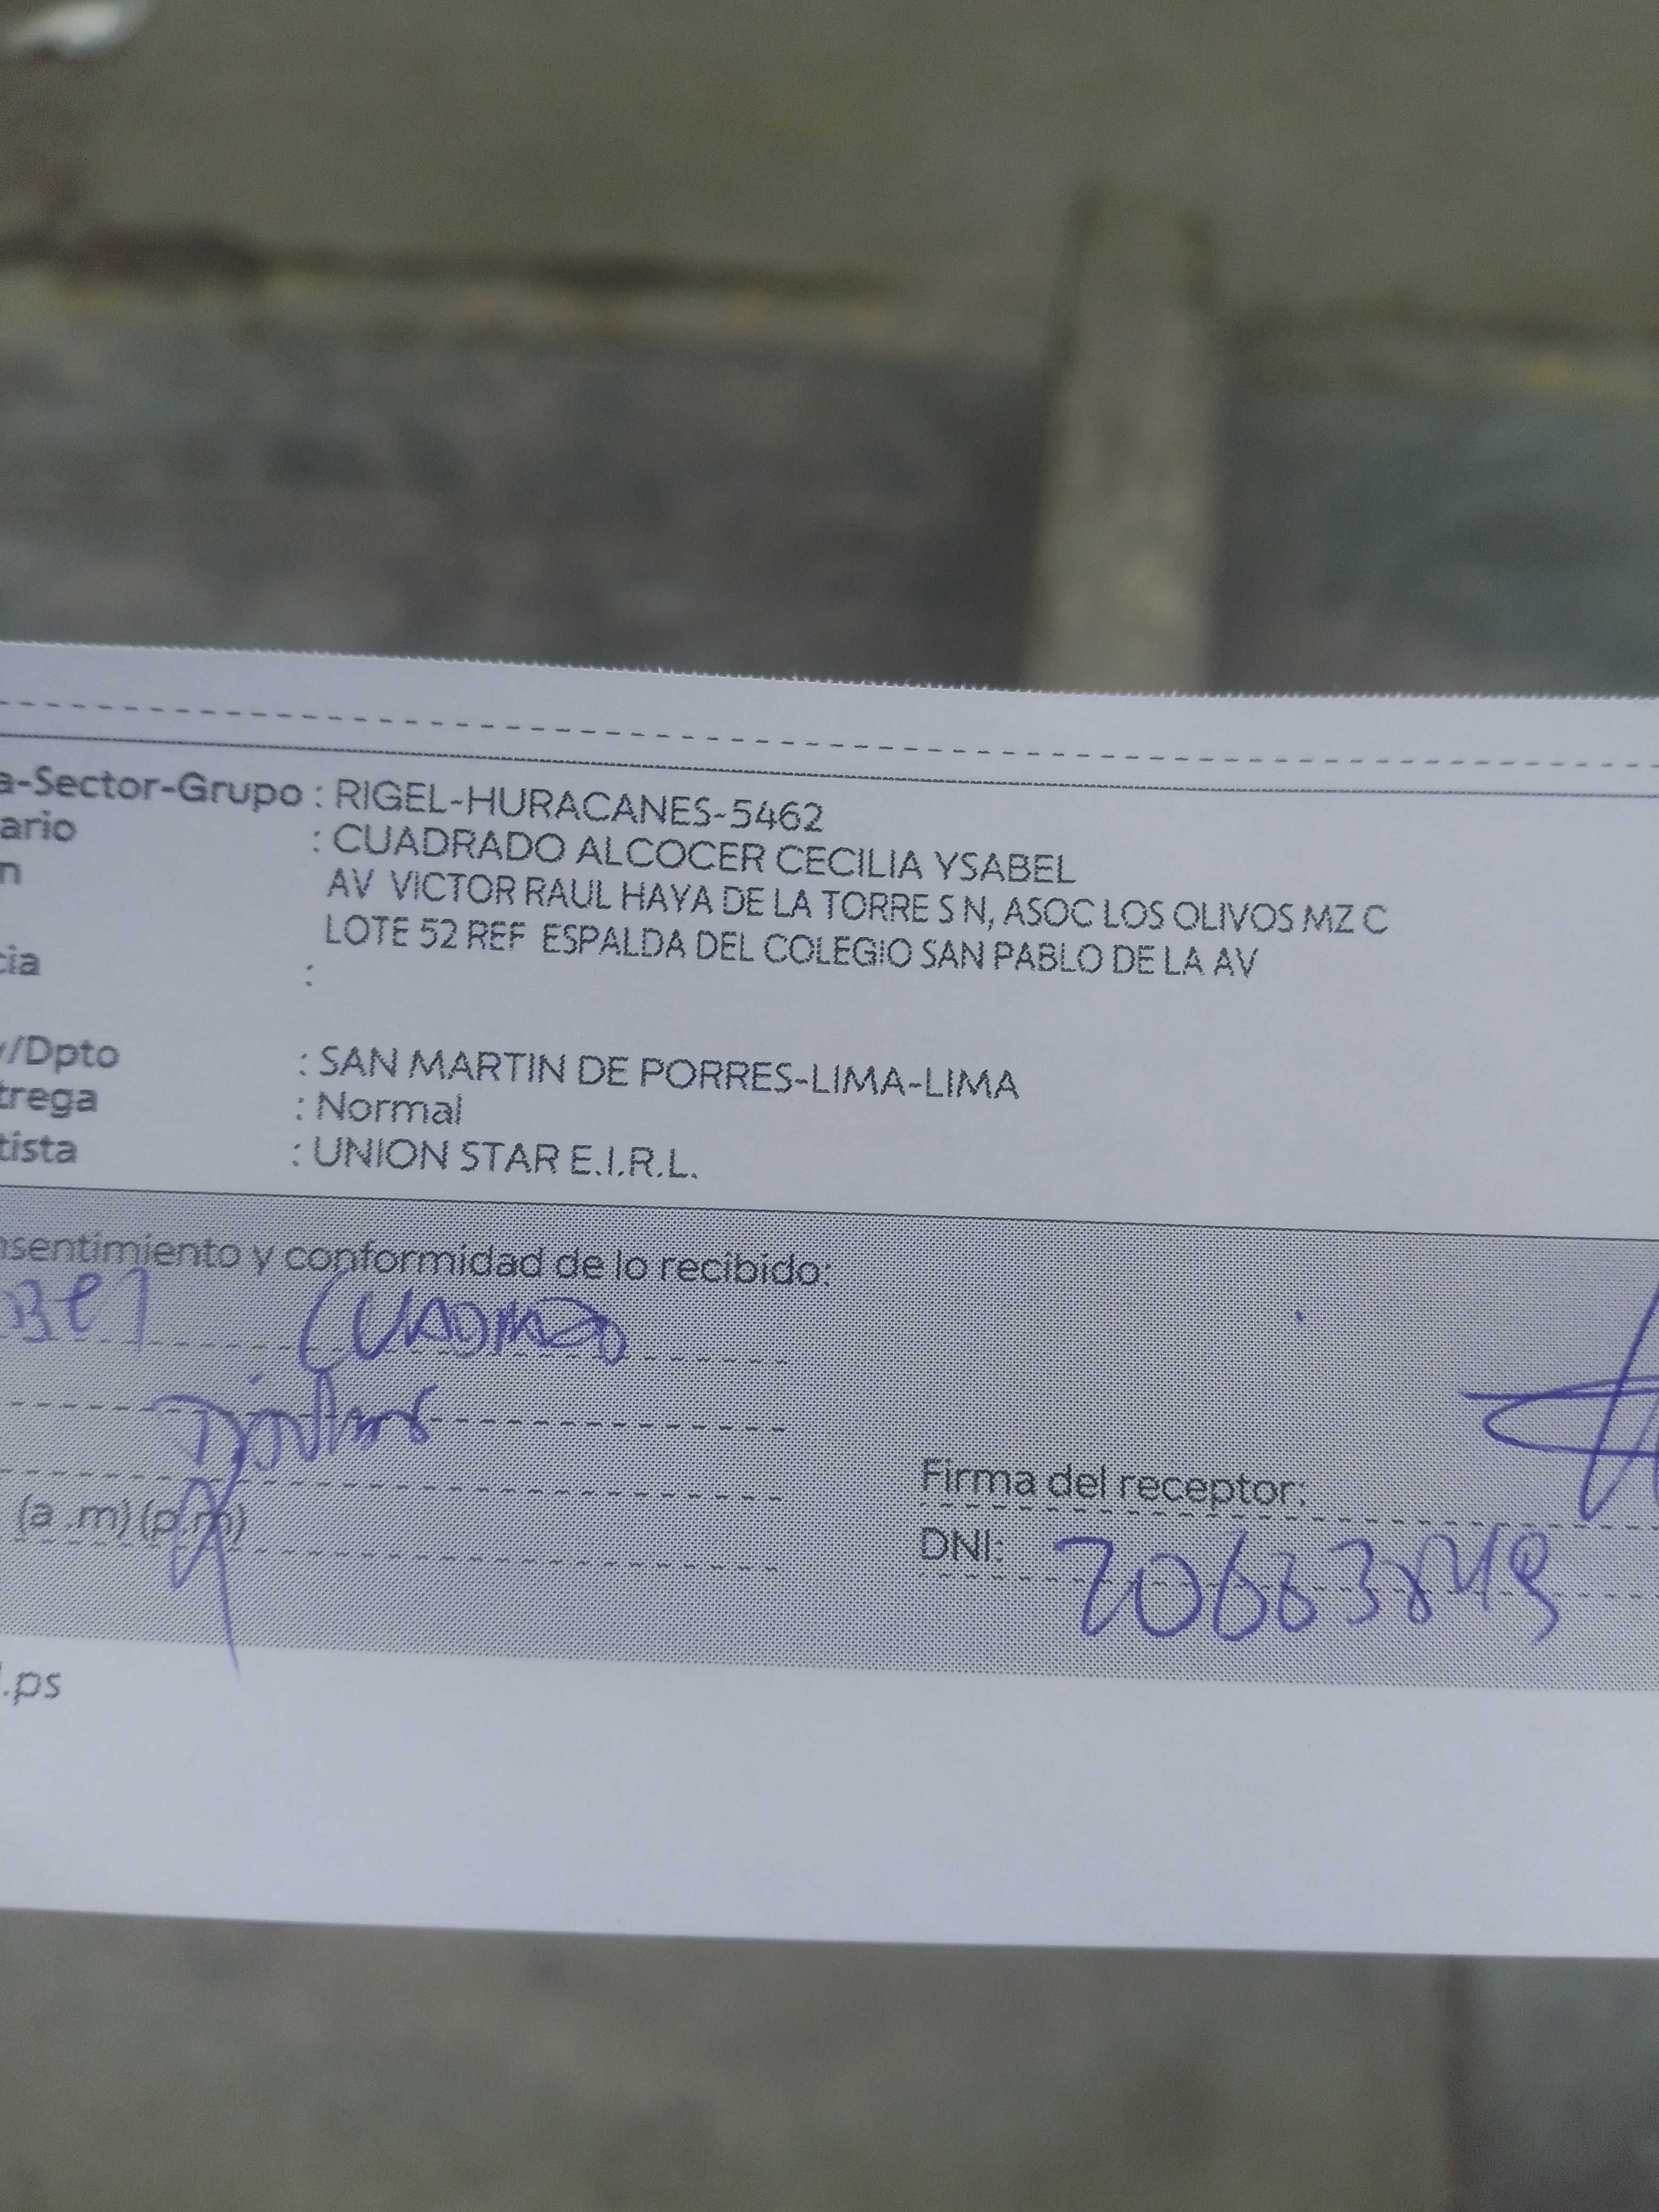 a-Sector-Grupo : RIGEL-HURACANES-5462
ario : CUADRADO ALCOCER CECILIA YSABEL
n AV VICTOR RAUL HAYA DE LA TORRE S N, ASOC LOS OLIVOS MZ C
LOTE 52 REF ESPALDA DEL COLEGIO SAN PABLO DE LA AV
cia :
/Dpto : SAN MARTIN DE PORRES-LIMA-LIMA
trega : Normal
tista : UNION STAR E.I.R.L.
nsentimiento y conformidad de lo recibido:
Bel CUADRADO
Firma del receptor:
(a .m) (p.m)
DNI:
.ps